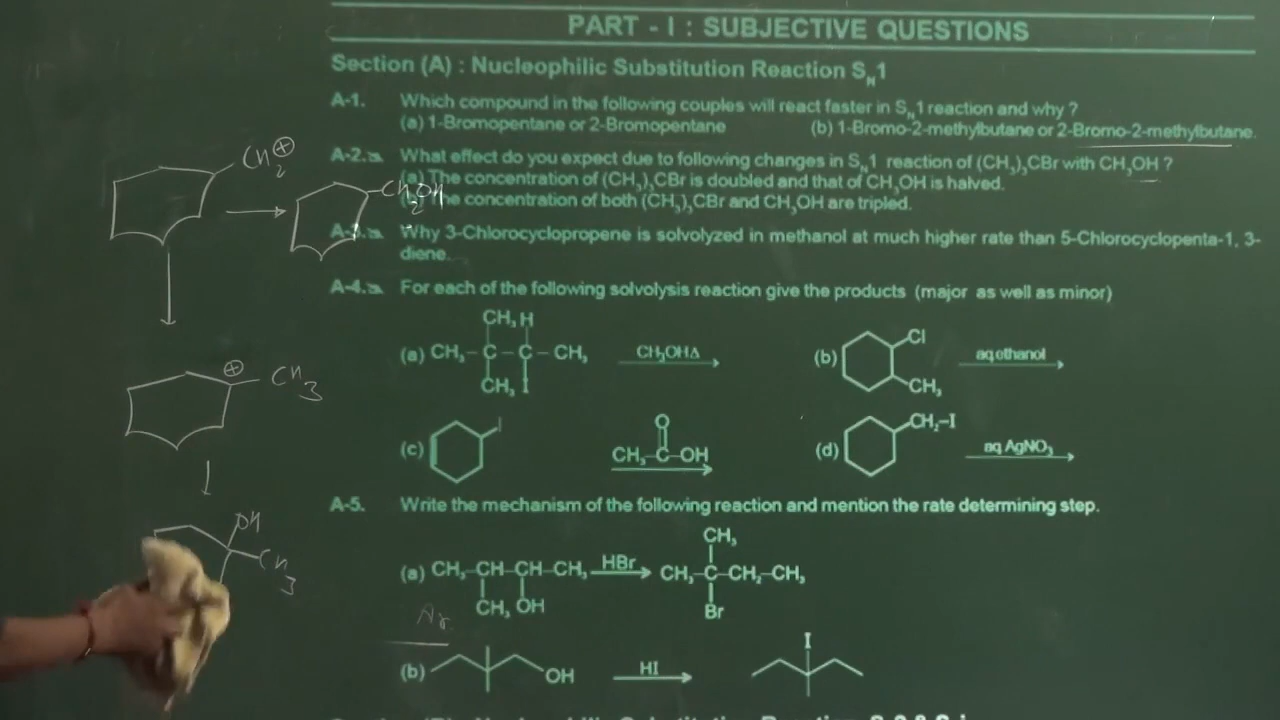 PART - I : SUBJECTIVE QUESTIONS
Section (A) : Nucleophilic Substitution Reaction S_N1
A-1. Which compound in the following couples will react faster in S_N1 reaction and why ?
(a) 1-Bromopentane or 2-Bromopentane (b) 1-Bromo-2-methylbutane or 2-Bromo-2-methylbutane.
A-2. What effect do you expect due to following changes in S_N1 reaction of (CH₃)₃CBr with CH₃OH ?
(a) The concentration of (CH₃)₃CBr is doubled and that of CH₃OH is halved.
The concentration of both (CH₃)₃CBr and CH₃OH are tripled.
A-3. Why 3-Chlorocyclopropene is solvolyzed in methanol at much higher rate than 5-Chlorocyclopenta-1, 3-
diene.
A-4. For each of the following solvolysis reaction give the products (major as well as minor)
(a) CH₃–C–C–CH₃ CH₃ H CH₃ I CH₃OHΔ
(b) Cl CH₃ aq.ethanol
(c) I CH₃–C–OH O
(d) CH₂–I aq AgNO₃
A-5. Write the mechanism of the following reaction and mention the rate determining step.
(a) CH₃–CH–CH–CH₃ CH₃ OH HBr CH₃–C–CH₂–CH₃ CH₃ Br
(b) OH HI I
CH₂⊕
CH₂OH
⊕ CH₃
OH
CH₃
Ar